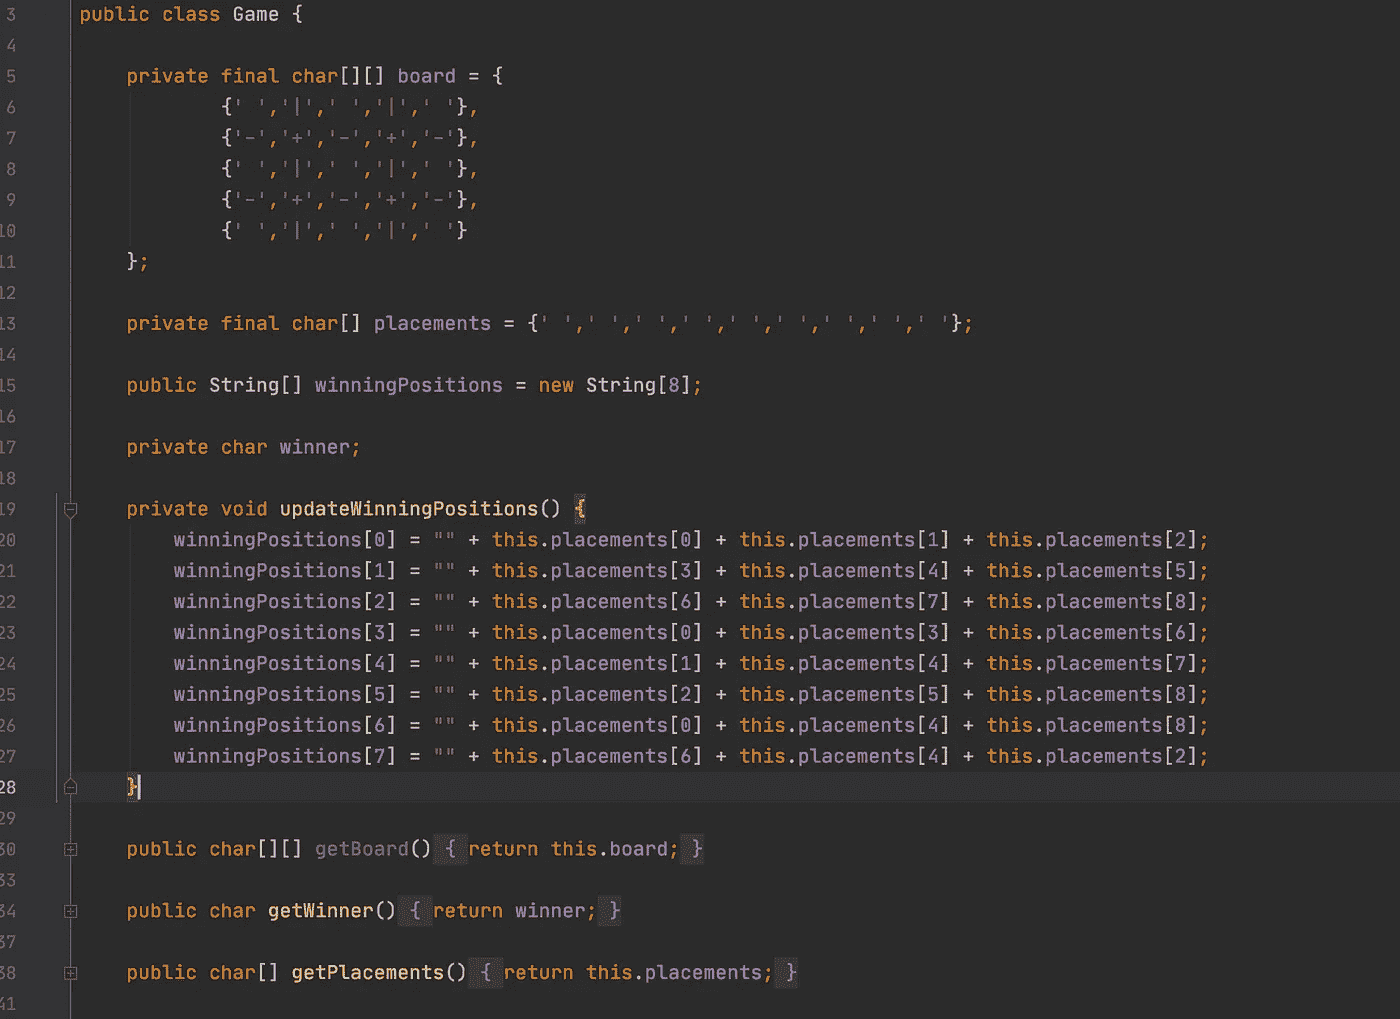 3 public class Game {
4
5     private final char[][] board = {
6             {' ','|',' ','|',' '},
7             {'-','+','-','+','-'},
8             {' ','|',' ','|',' '},
9             {'-','+','-','+','-'},
10             {' ','|',' ','|',' '}
11     };
12
13     private final char[] placements = {' ',' ',' ',' ',' ',' ',' ',' ',' '};
14
15     public String[] winningPositions = new String[8];
16
17     private char winner;
18
19     private void updateWinningPositions() {
20         winningPositions[0] = "" + this.placements[0] + this.placements[1] + this.placements[2];
21         winningPositions[1] = "" + this.placements[3] + this.placements[4] + this.placements[5];
22         winningPositions[2] = "" + this.placements[6] + this.placements[7] + this.placements[8];
23         winningPositions[3] = "" + this.placements[0] + this.placements[3] + this.placements[6];
24         winningPositions[4] = "" + this.placements[1] + this.placements[4] + this.placements[7];
25         winningPositions[5] = "" + this.placements[2] + this.placements[5] + this.placements[8];
26         winningPositions[6] = "" + this.placements[0] + this.placements[4] + this.placements[8];
27         winningPositions[7] = "" + this.placements[6] + this.placements[4] + this.placements[2];
28     }
29
30     public char[][] getBoard() { return this.board; }
33
34     public char getWinner() { return winner; }
37
38     public char[] getPlacements() { return this.placements; }
41